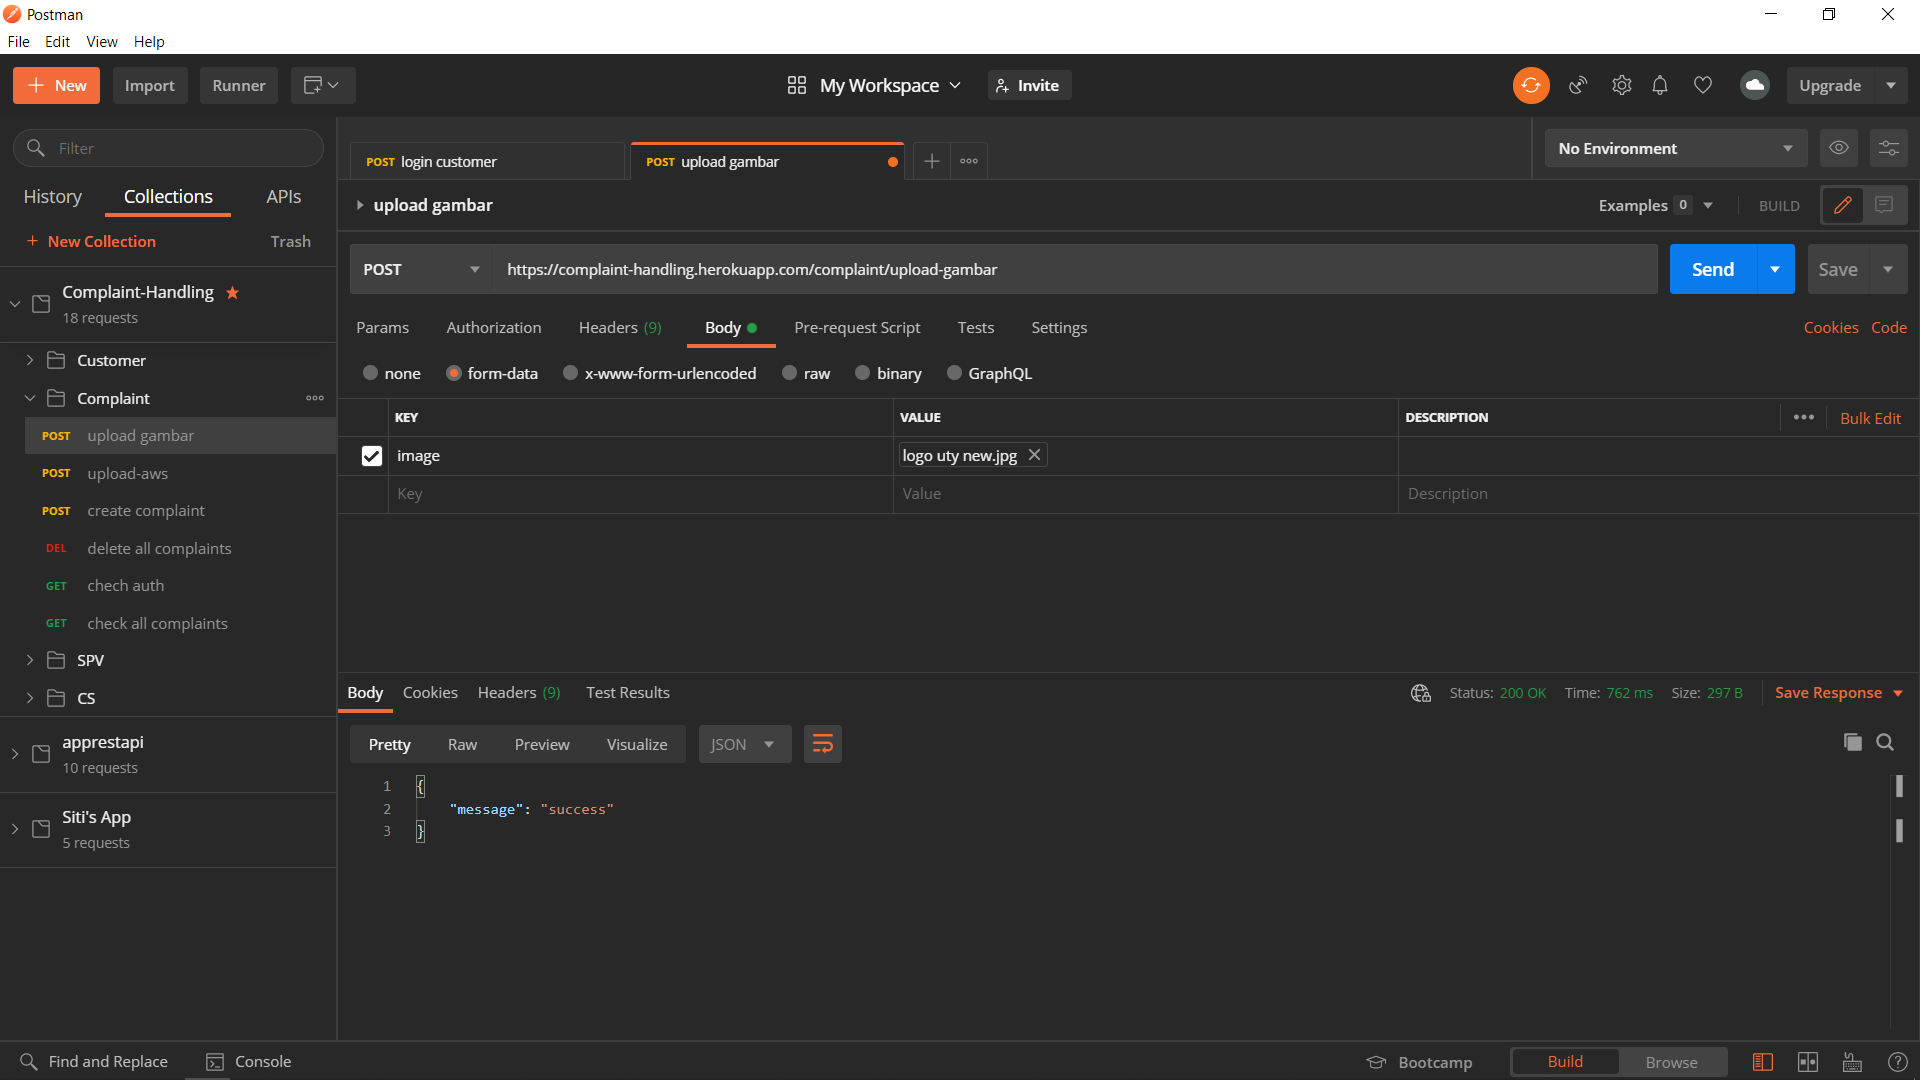 Postman
File Edit View Help
New Import Runner My Workspace Invite Upgrade
Filter
History Collections APIs
New Collection Trash
Complaint-Handling
18 requests
Customer
Complaint
POST upload gambar
POST upload-aws
POST create complaint
DEL delete all complaints
GET chech auth
GET check all complaints
SPV
CS
apprestapi
10 requests
Siti's App
5 requests
POST login customer POST upload gambar No Environment
upload gambar Examples 0 BUILD
POST https://complaint-handling.herokuapp.com/complaint/upload-gambar Send Save
Params Authorization Headers (9) Body Pre-request Script Tests Settings Cookies Code
none form-data x-www-form-urlencoded raw binary GraphQL
KEY VALUE DESCRIPTION Bulk Edit
image logo uty new.jpg
Key Value Description
Body Cookies Headers (9) Test Results Status: 200 OK Time: 762 ms Size: 297 B Save Response
Pretty Raw Preview Visualize JSON
1 {
2 "message": "success"
3 }
Find and Replace Console Bootcamp Build Browse